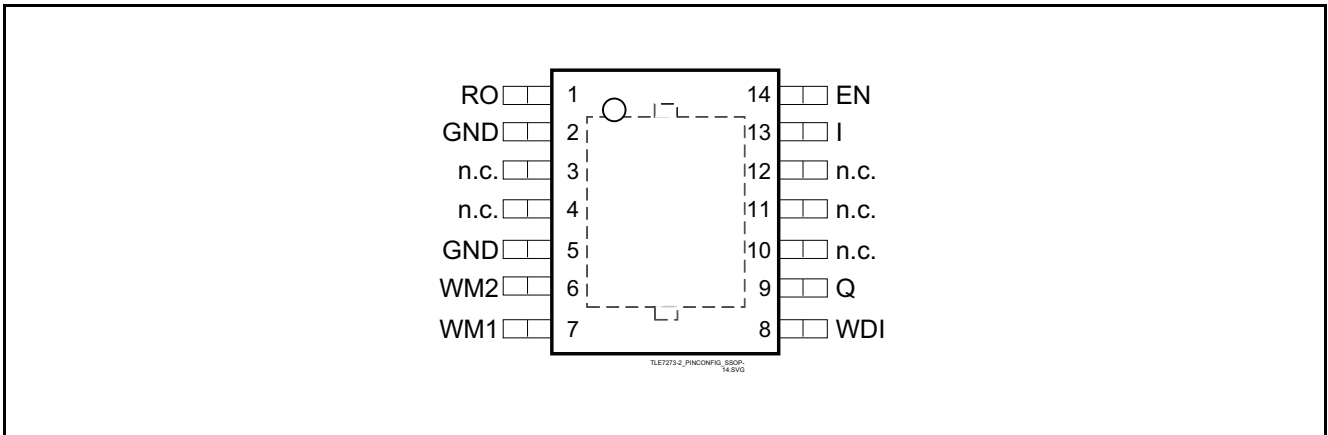 RO 1 14 EN
GND 2 13 I
n.c. 3 12 n.c.
n.c. 4 11 n.c.
GND 5 10 n.c.
WM2 6 9 Q
WM1 7 8 WDI
TLE7273-2_PINCONFIG_SSOP-
14.SVG